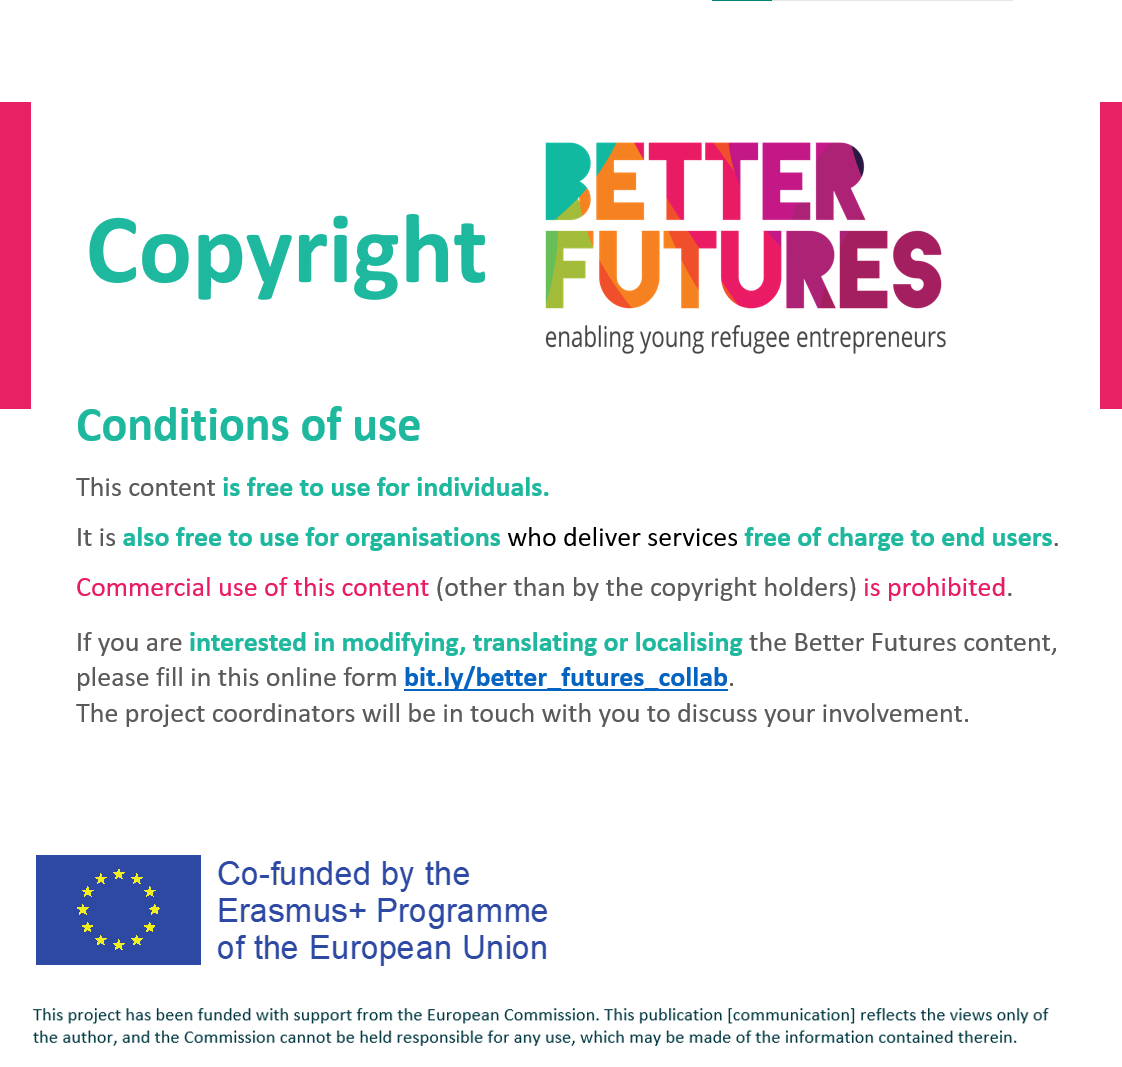 Copyright
BETTER
FUTURES
enabling young refugee entrepreneurs
Conditions of use
This content is free to use for individuals.
It is also free to use for organisations who deliver services free of charge to end users.
Commercial use of this content (other than by the copyright holders) is prohibited.
If you are interested in modifying, translating or localising the Better Futures content,
please fill in this online form bit.ly/better_futures_collab.
The project coordinators will be in touch with you to discuss your involvement.
Co-funded by the
Erasmus+ Programme
of the European Union
This project has been funded with support from the European Commission. This publication [communication] reflects the views only of
the author, and the Commission cannot be held responsible for any use, which may be made of the information contained therein.